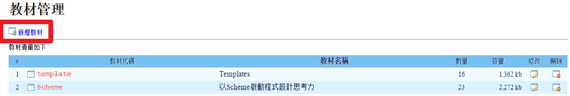 教材管理
新增教材
教材清單如下
# 教材代碼 教材名稱 數量 容量 修改 刪除
1 template Templates 16 1,362 kb
2 Scheme 以Scheme啟動程式設計思考力 23 2,272 kb